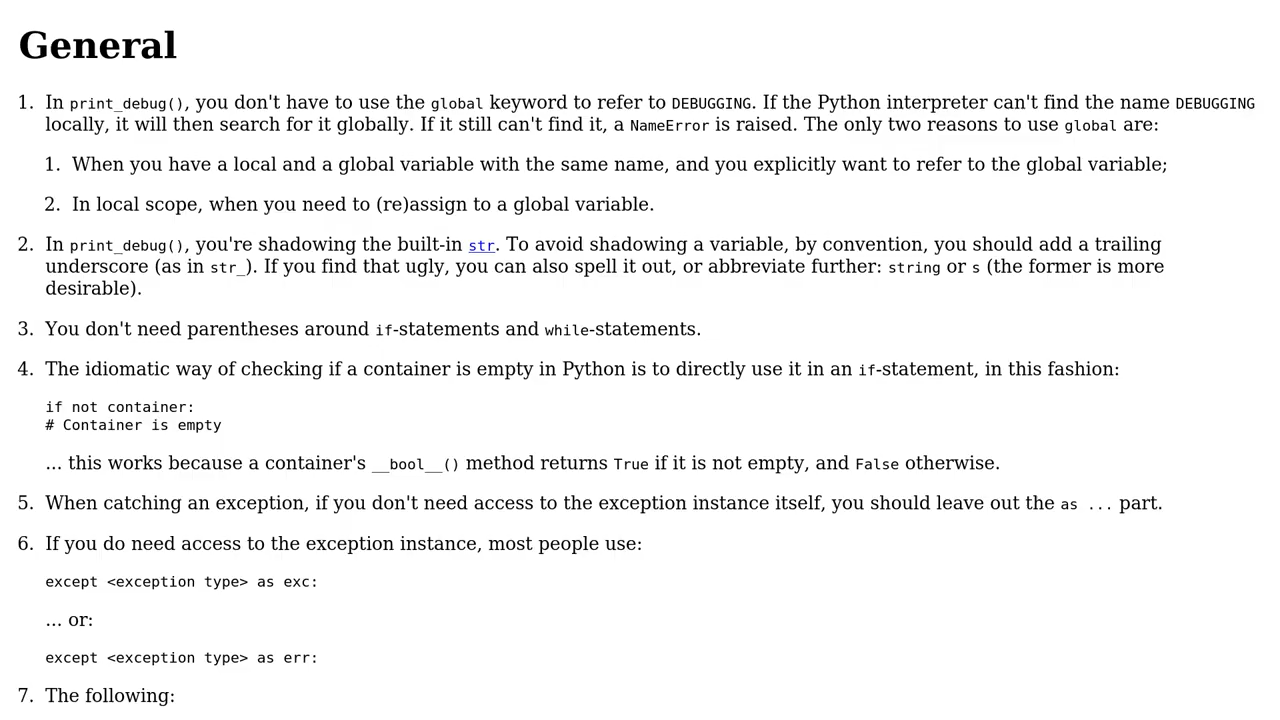 General
1. In print_debug(), you don't have to use the global keyword to refer to DEBUGGING. If the Python interpreter can't find the name DEBUGGING
locally, it will then search for it globally. If it still can't find it, a NameError is raised. The only two reasons to use global are:
1. When you have a local and a global variable with the same name, and you explicitly want to refer to the global variable;
2. In local scope, when you need to (re)assign to a global variable.
2. In print_debug(), you're shadowing the built-in str. To avoid shadowing a variable, by convention, you should add a trailing
underscore (as in str_). If you find that ugly, you can also spell it out, or abbreviate further: string or s (the former is more
desirable).
3. You don't need parentheses around if-statements and while-statements.
4. The idiomatic way of checking if a container is empty in Python is to directly use it in an if-statement, in this fashion:
if not container:
# Container is empty
... this works because a container's __bool__() method returns True if it is not empty, and False otherwise.
5. When catching an exception, if you don't need access to the exception instance itself, you should leave out the as ... part.
6. If you do need access to the exception instance, most people use:
except <exception type> as exc:
... or:
except <exception type> as err:
7. The following: